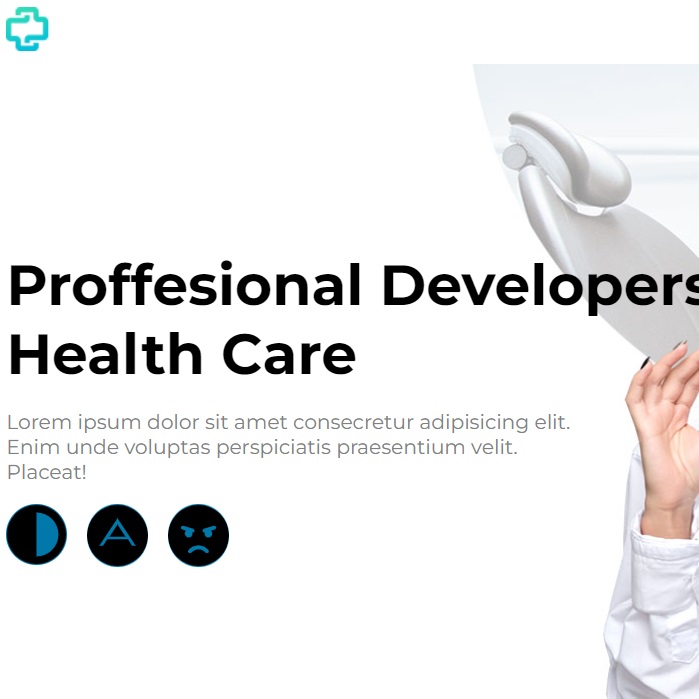 Proffesional Developers
Health Care
Lorem ipsum dolor sit amet consecretur adipisicing elit.
Enim unde voluptas perspiciatis praesentium velit.
Placeat!